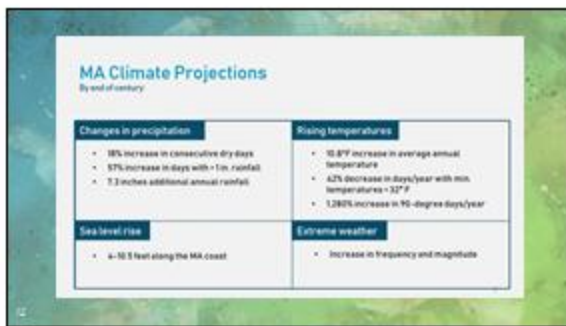 MA Climate Projections
By end of century
Changes in precipitation
• 18% increase in consecutive dry days
• 57% increase in days with > 1 in. rainfall
• 7.3 inches additional annual rainfall
Rising temperatures
• 10.8°F increase in average annual
temperature
• 42% decrease in days/year with min.
temperatures < 32° F
• 1,280% increase in 90-degree days/year
Sea level rise
• 4-10.5 feet along the MA coast
Extreme weather
• Increase in frequency and magnitude